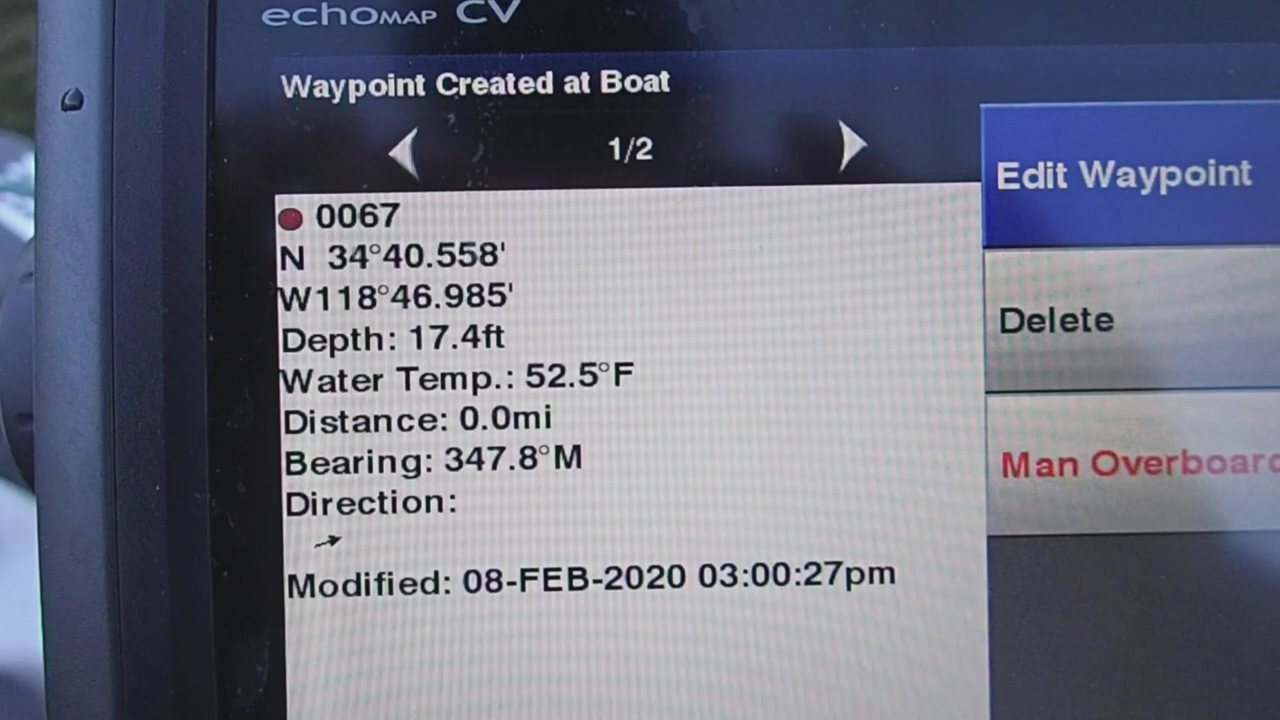 echoMAP CV
Waypoint Created at Boat
1/2
Edit Waypoint
0067
N 34°40.558'
W118°46.985'
Delete
Depth: 17.4ft
Water Temp.: 52.5°F
Distance: 0.0mi
Bearing: 347.8°M
Man Overboard
Direction:
Modified: 08-FEB-2020 03:00:27pm